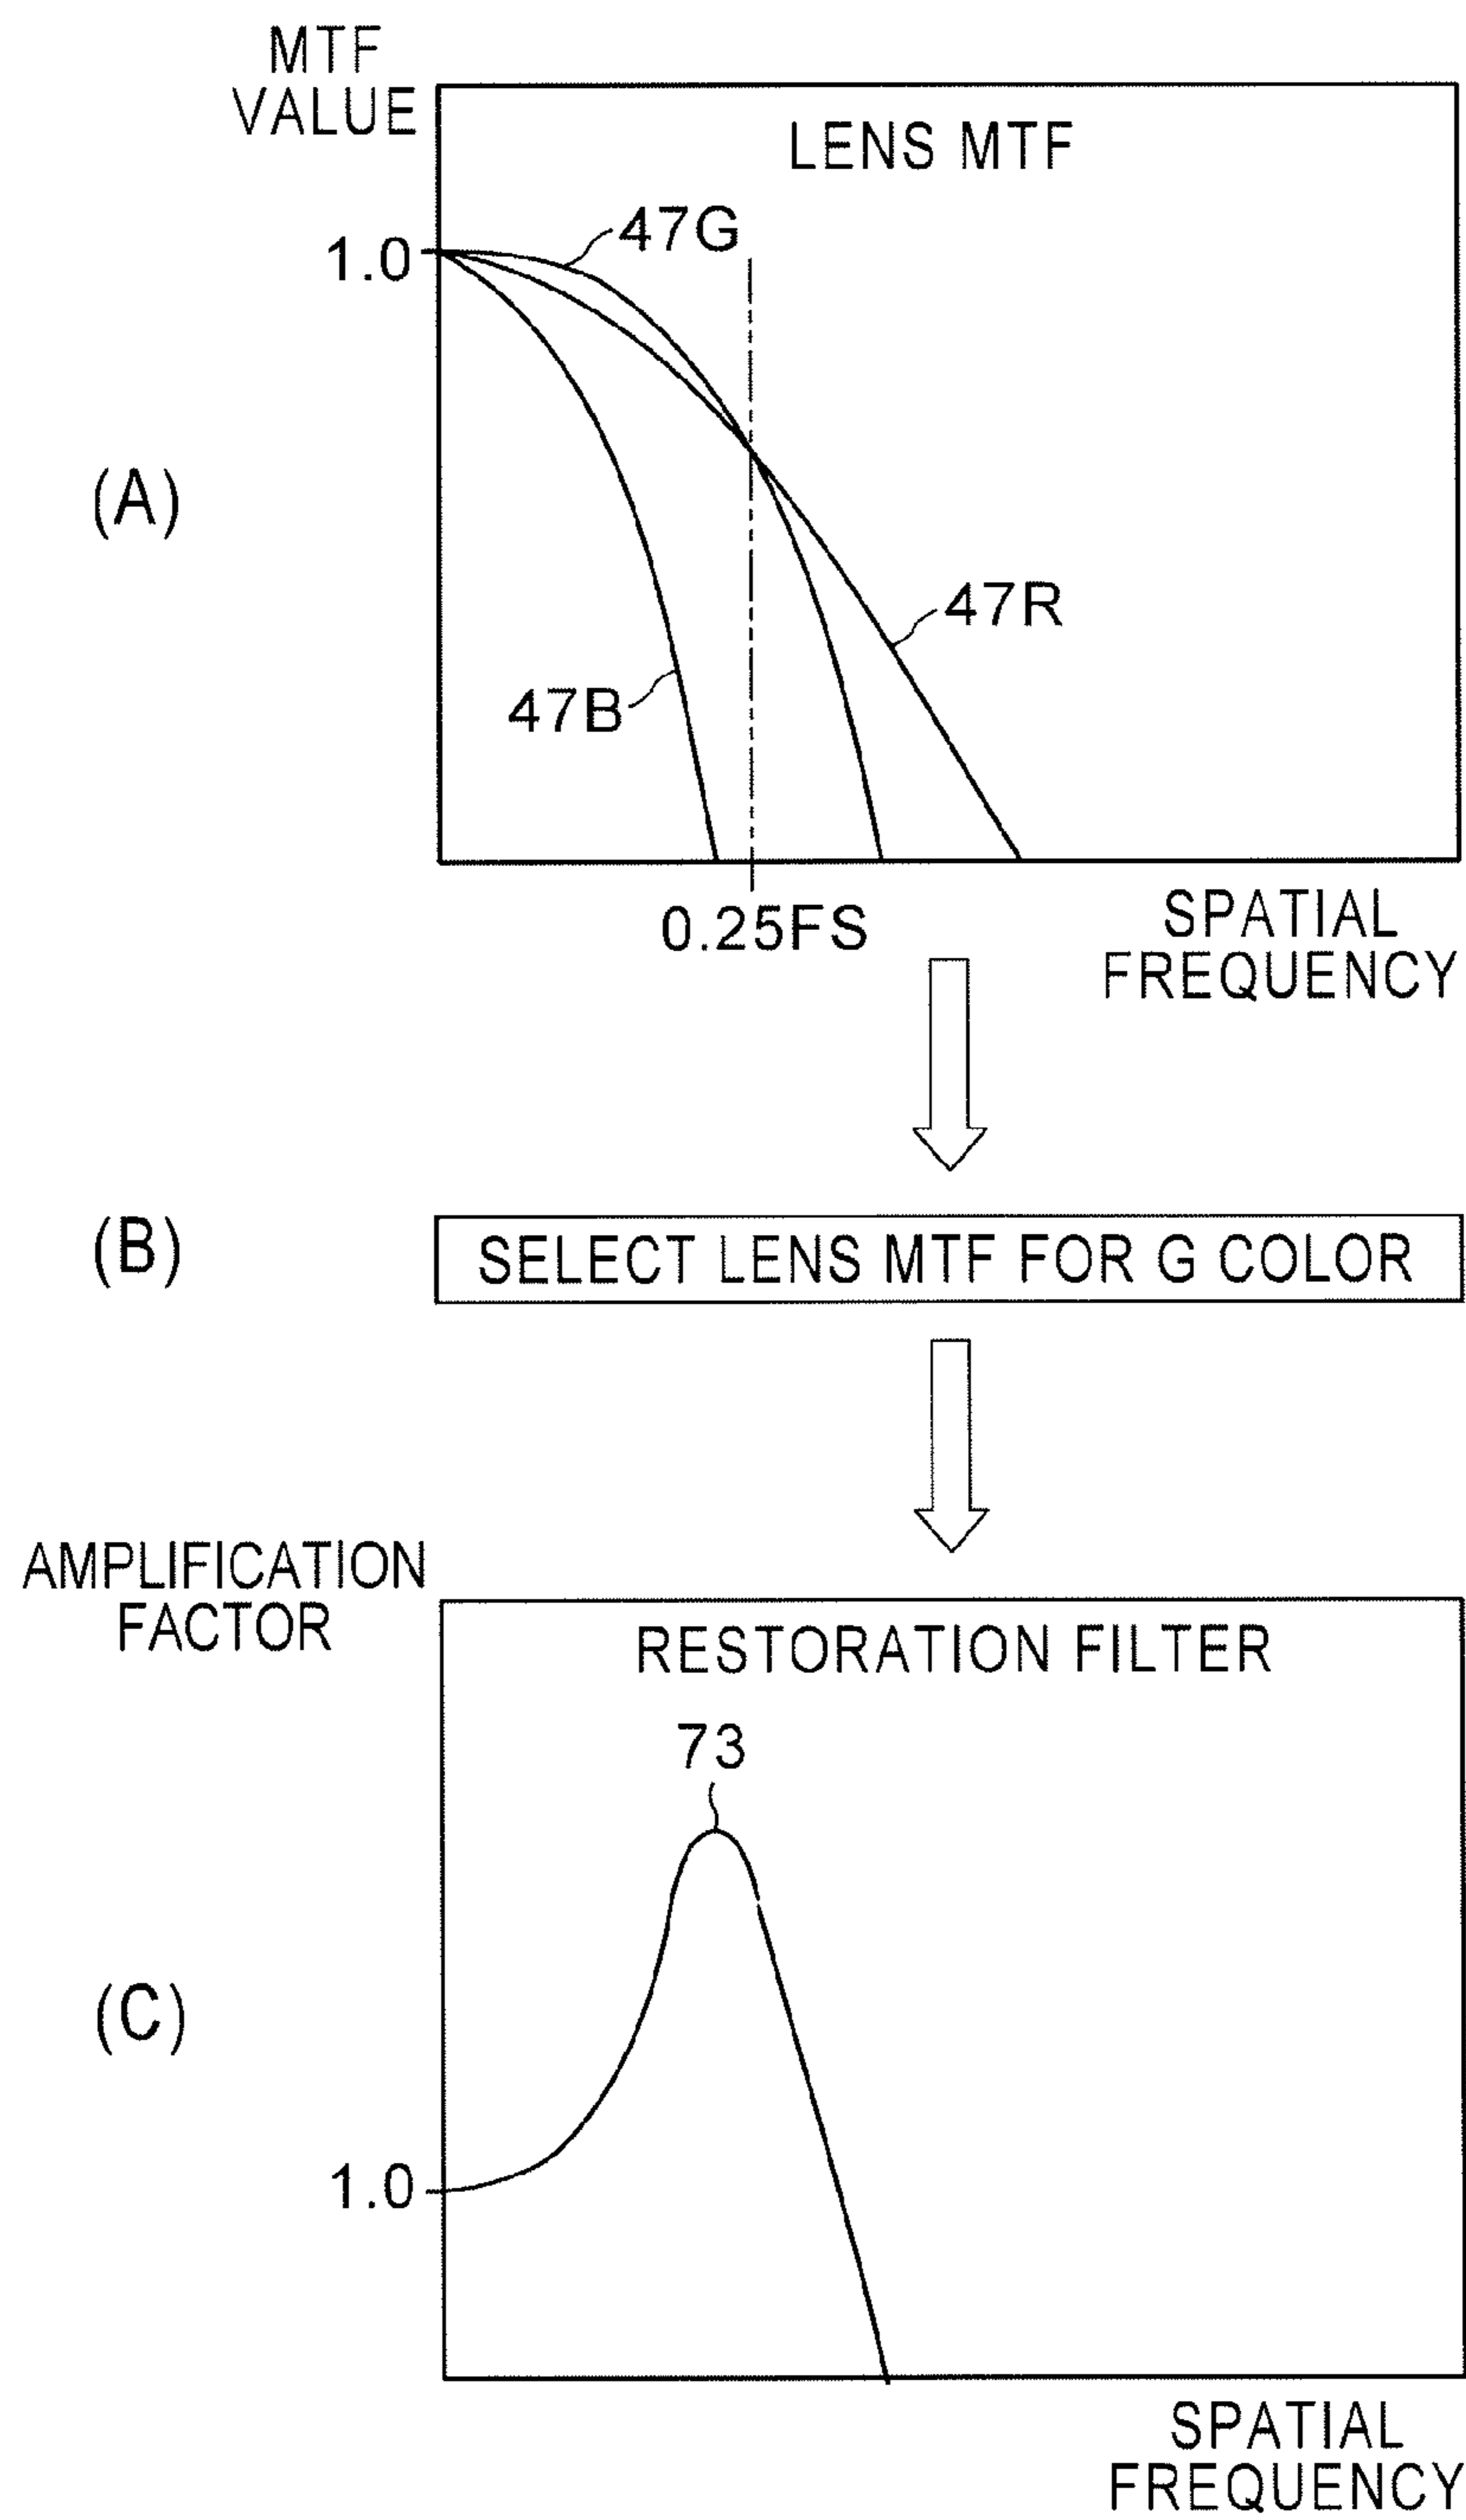 MTF
VALUE
LENS MTF
1.0
47G
(A)
47R
47B
0.25FS
SPATIAL
FREQUENCY
(B)
SELECT LENS MTF FOR G COLOR
AMPLIFICATION
FACTOR
RESTORATION FILTER
73
(C)
1.0
SPATIAL
FREQUENCY